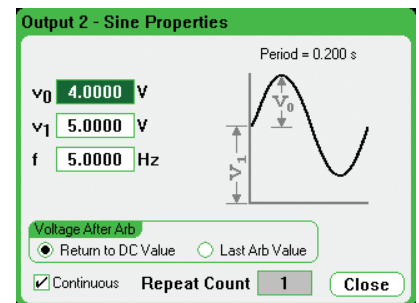 Output 2 - Sine Properties
Period = 0.200 s
V0 4.0000 V
V0
V1 5.0000 V
f 5.0000 Hz
V1
Voltage After Arb
Return to DC Value Last Arb Value
Continuous Repeat Count 1 Close